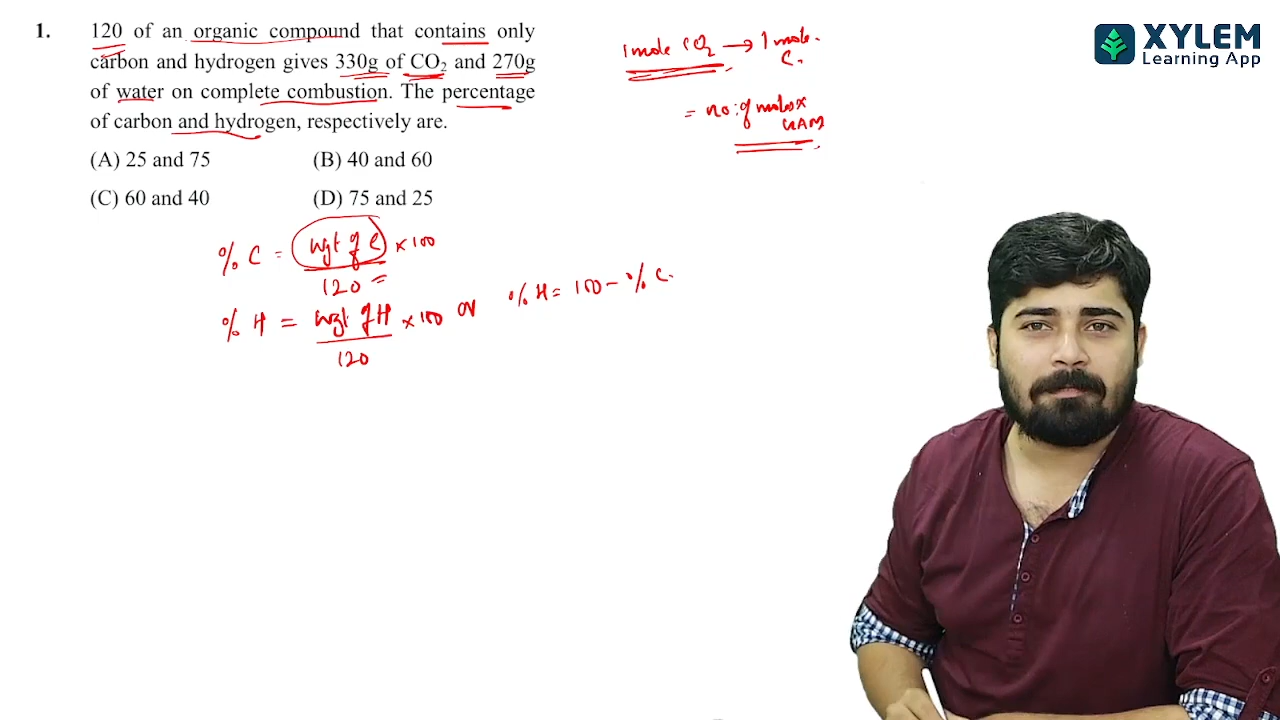 1. 120 of an organic compound that contains only
carbon and hydrogen gives 330g of CO₂ and 270g
of water on complete combustion. The percentage
of carbon and hydrogen, respectively are.
(A) 25 and 75 (B) 40 and 60
(C) 60 and 40 (D) 75 and 25
1 mole CO₂ → 1 mole
C.
= no: of moles ×
GAM
% C = wgt of C × 100
120
% H = wgt of H × 100 or % H = 100 - % C.
120
XYLEM
Learning App